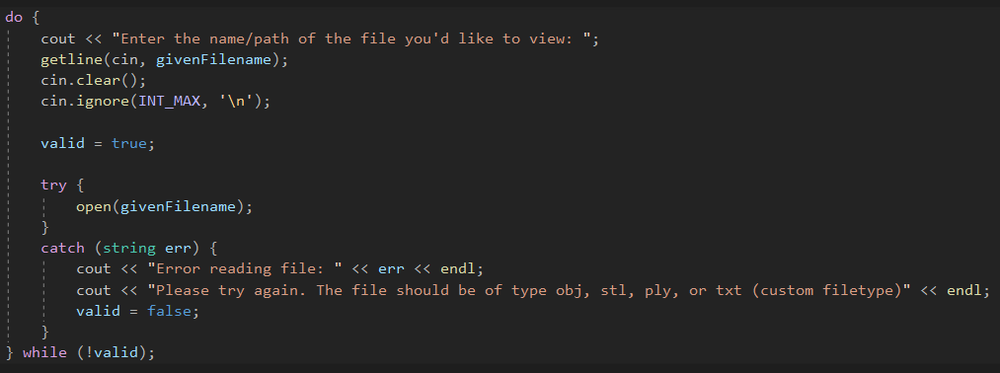 do {
    cout << "Enter the name/path of the file you'd like to view: ";
    getline(cin, givenFilename);
    cin.clear();
    cin.ignore(INT_MAX, '\n');

    valid = true;

    try {
        open(givenFilename);
    }
    catch (string err) {
        cout << "Error reading file: " << err << endl;
        cout << "Please try again. The file should be of type obj, stl, ply, or txt (custom filetype)" << endl;
        valid = false;
    }
} while (!valid);